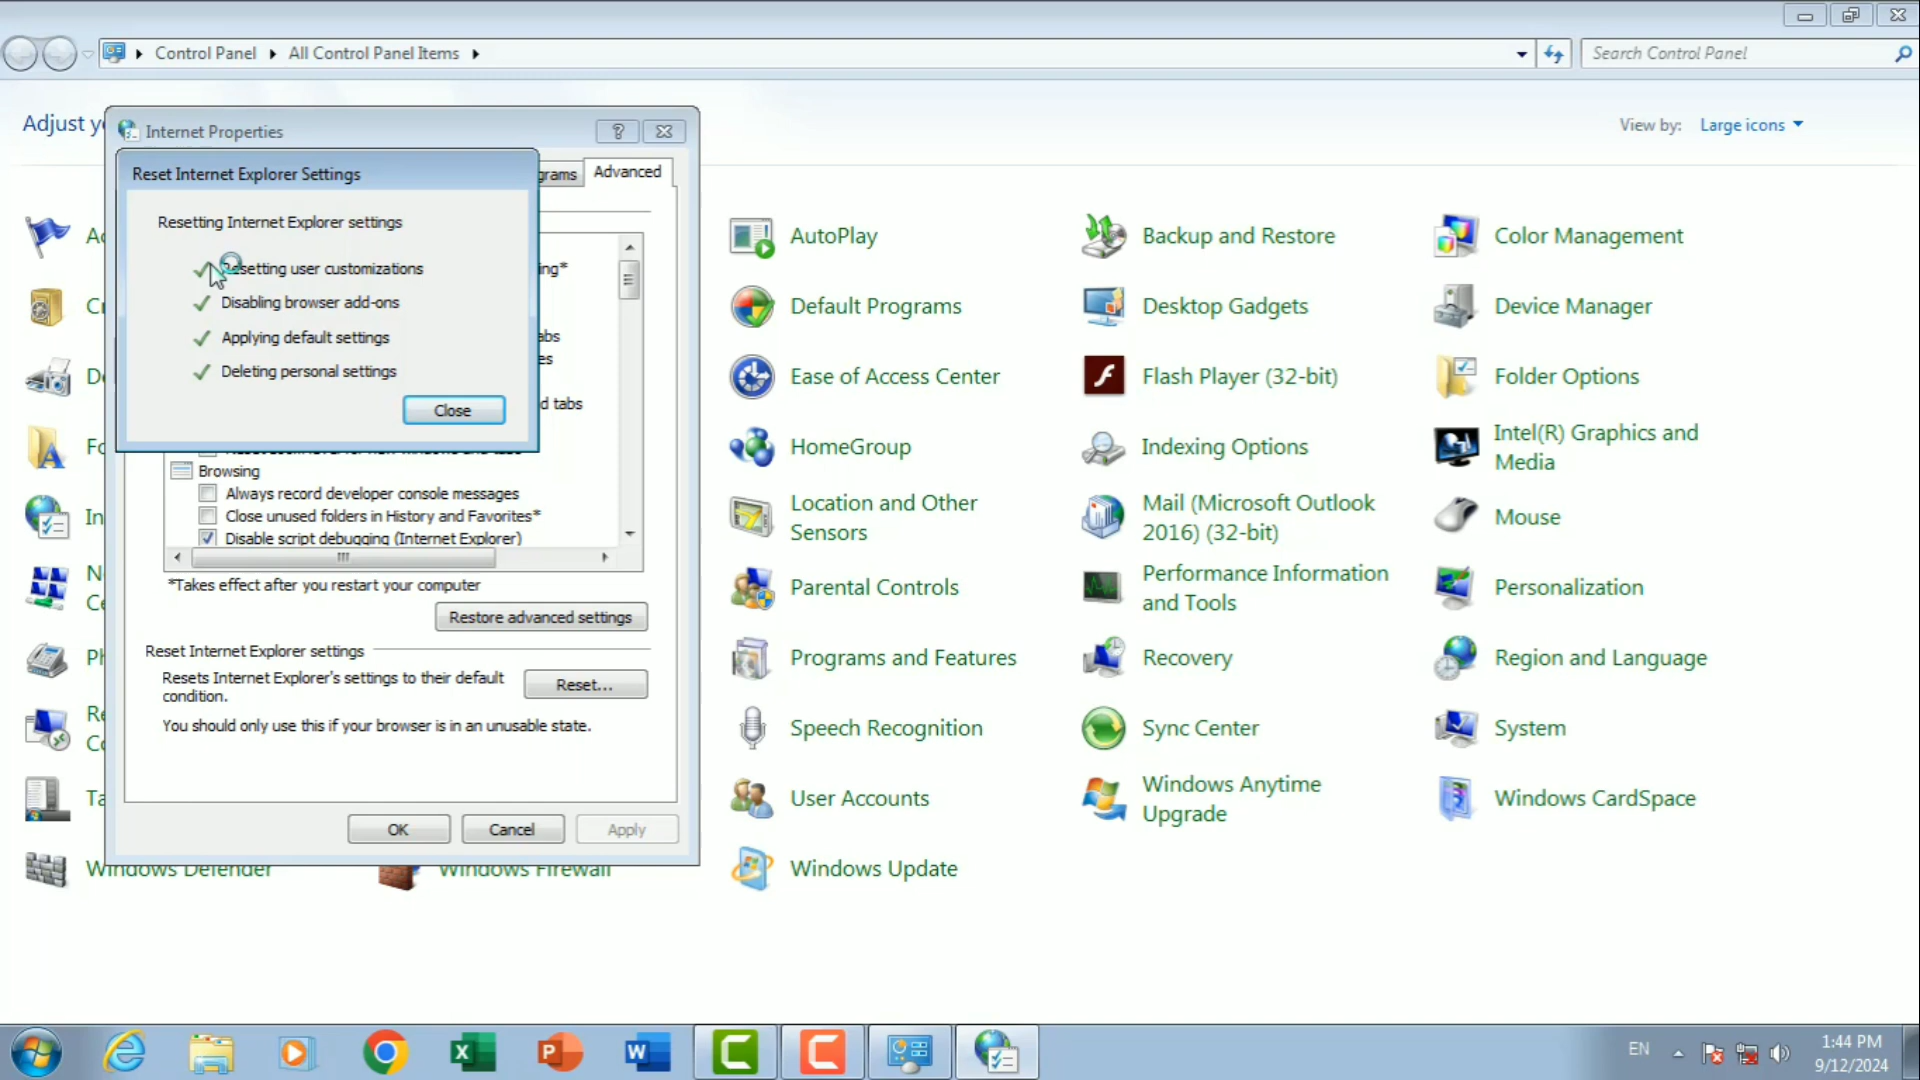 Control Panel
All Control Panel Items
Search Control Panel
Adjust y
View by:
Large icons
Internet Properties
Advanced
grams
Reset Internet Explorer Settings
Resetting Internet Explorer settings
Resetting user customizations
Disabling browser add-ons
Applying default settings
Deleting personal settings
Close
ing*
abs
es
d tabs
Browsing
Always record developer console messages
Close unused folders in History and Favorites*
Disable script debugging (Internet Explorer)
*Takes effect after you restart your computer
Restore advanced settings
Reset Internet Explorer settings
Resets Internet Explorer's settings to their default
condition.
Reset...
You should only use this if your browser is in an unusable state.
OK
Cancel
Apply
AutoPlay
Backup and Restore
Color Management
Default Programs
Desktop Gadgets
Device Manager
Ease of Access Center
Flash Player (32-bit)
Folder Options
HomeGroup
Indexing Options
Intel(R) Graphics and
Media
Location and Other
Sensors
Mail (Microsoft Outlook
2016) (32-bit)
Mouse
Parental Controls
Performance Information
and Tools
Personalization
Programs and Features
Recovery
Region and Language
Speech Recognition
Sync Center
System
User Accounts
Windows Anytime
Upgrade
Windows CardSpace
Windows Defender
Windows Firewall
Windows Update
EN
1:44 PM
9/12/2024